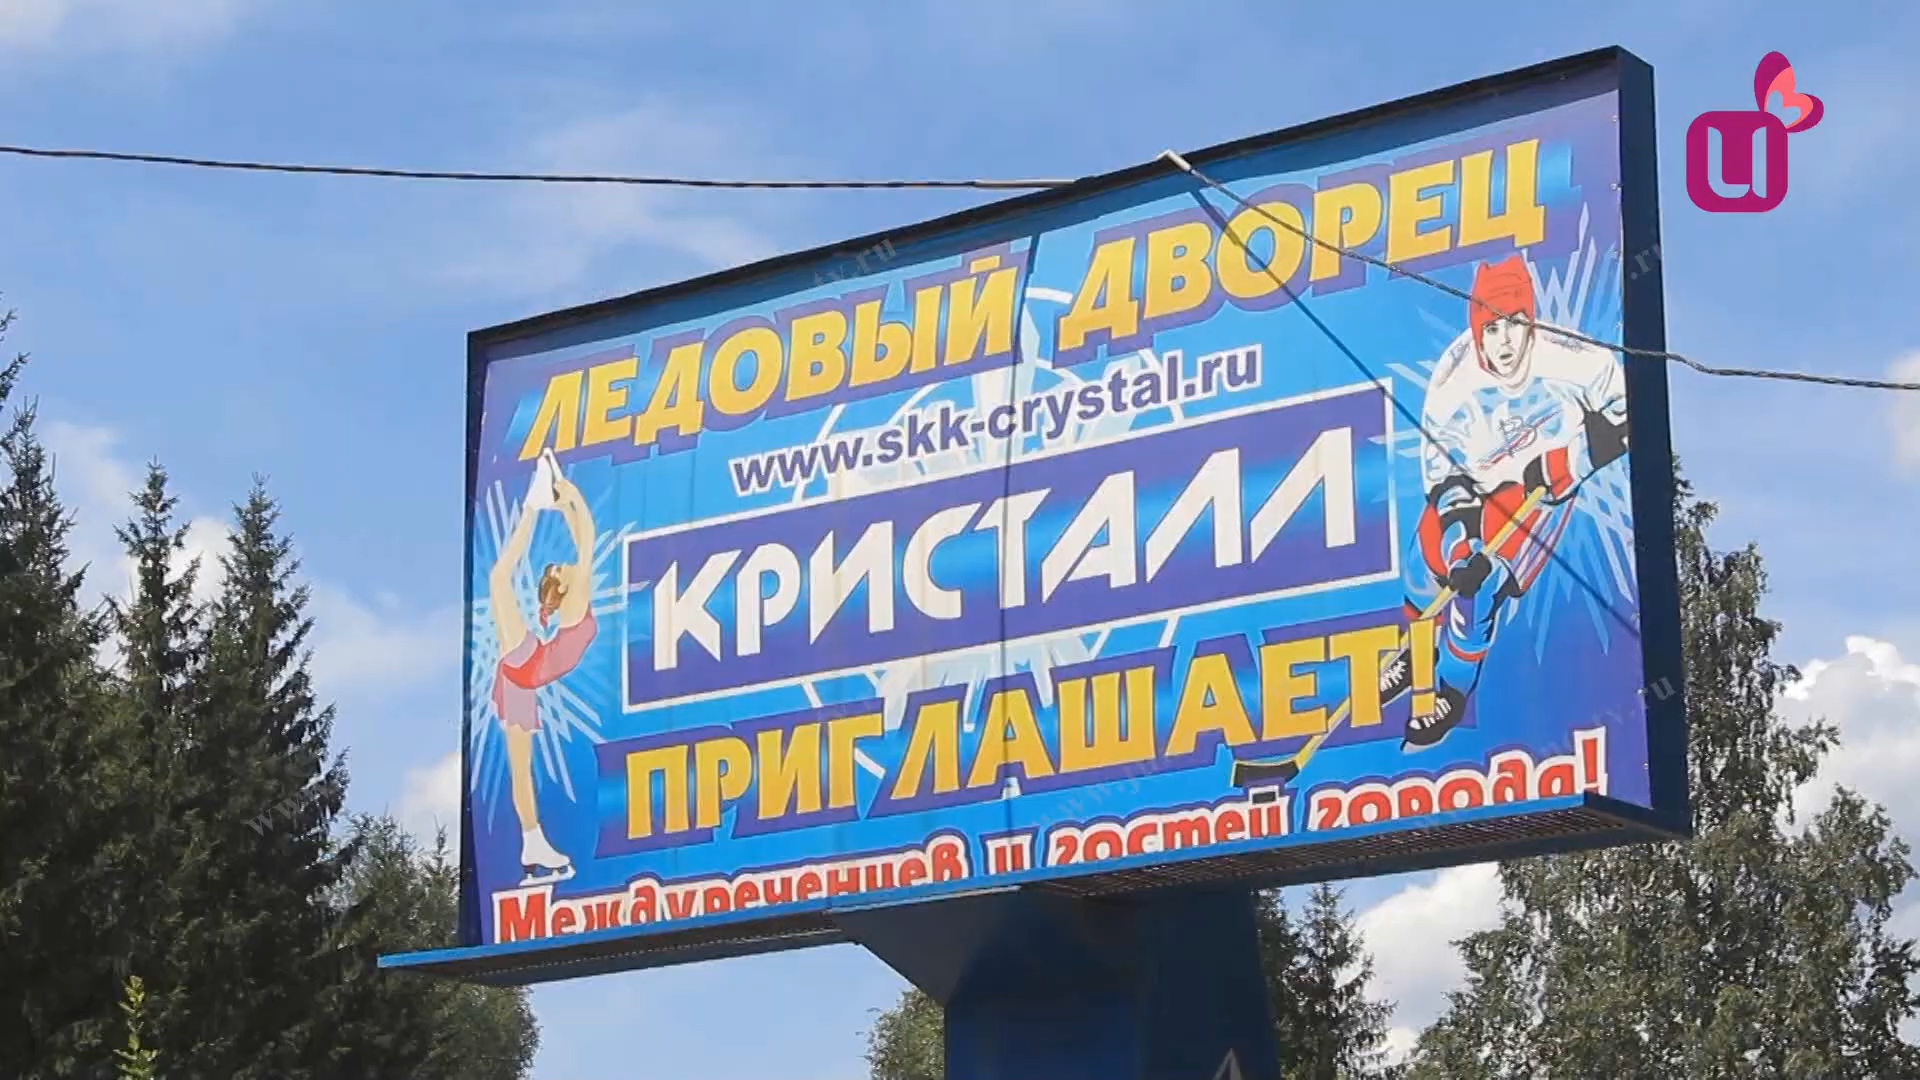 ЛЕДОВЫЙ ДВОРЕЦ
www.skk-crystal.ru
КРИСТАЛЛ
ПРИГЛАШАЕТ!
Междуреченцев и гостей города!